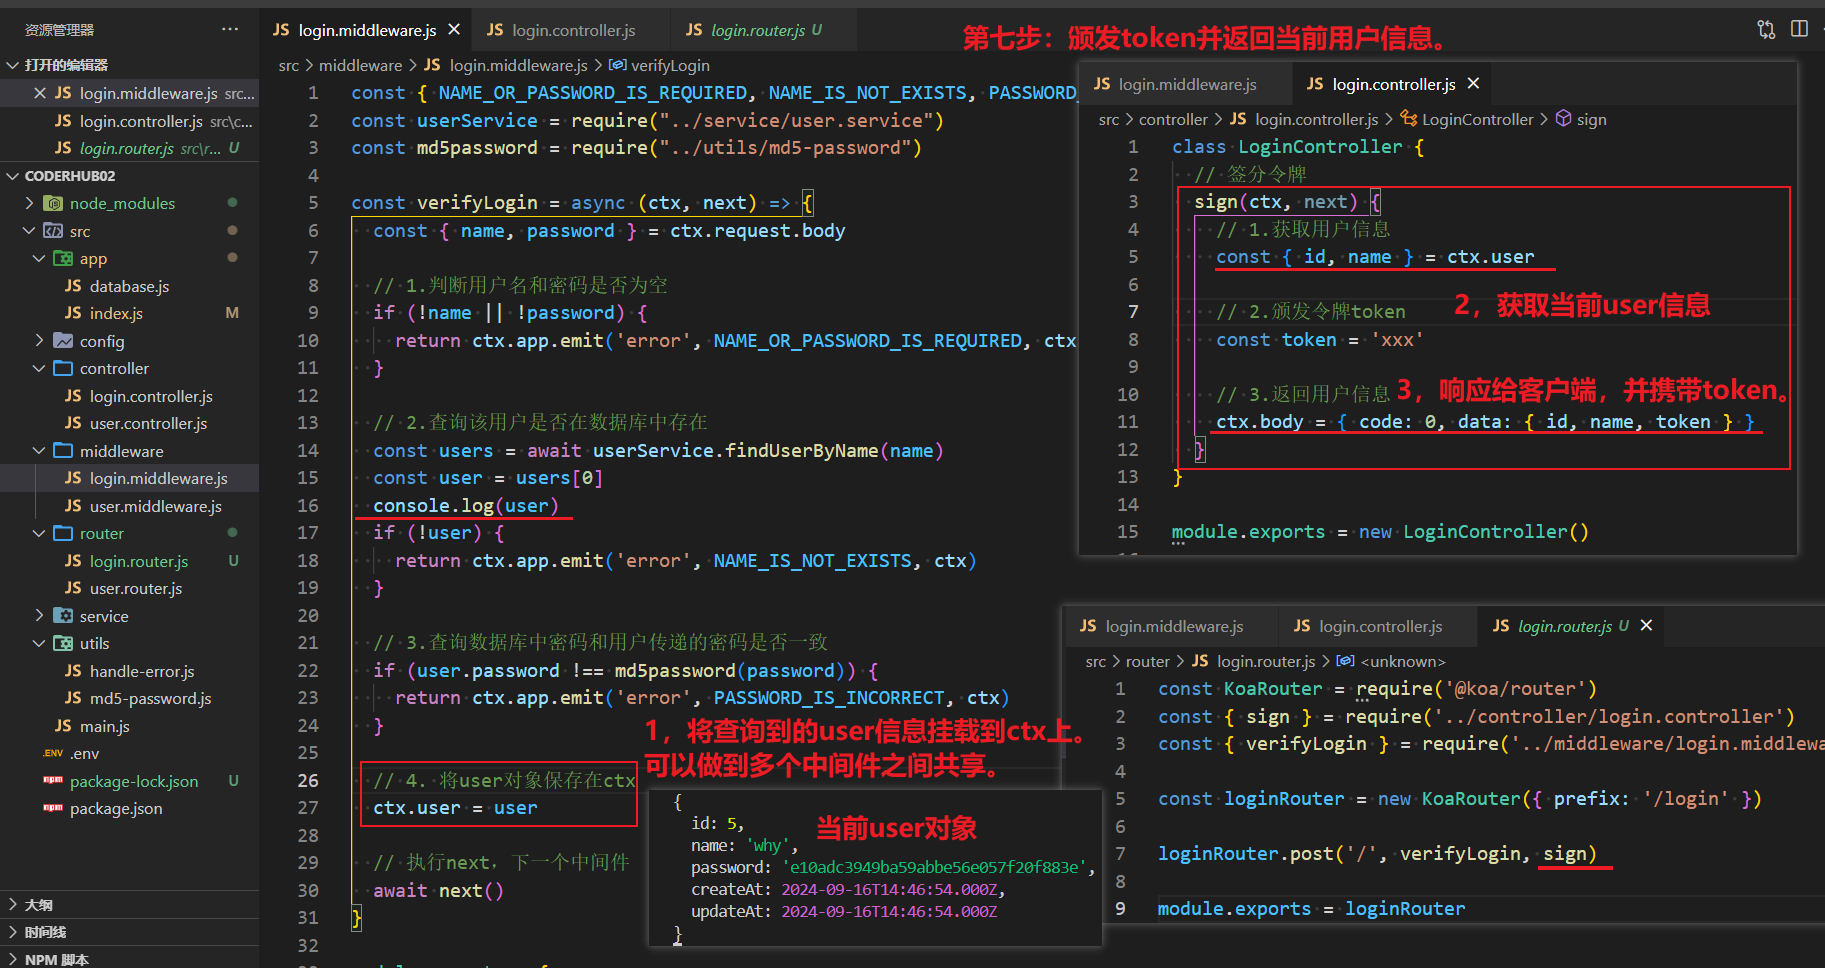 资源管理器
打开的编辑器
login.middleware.js src...
JS login.controller.js src\c...
JS login.router.js src\r... U
CODERHUB02
node_modules
src
app
JS database.js
JS index.js M
config
controller
JS login.controller.js
JS user.controller.js
middleware
JS login.middleware.js
JS user.middleware.js
router
JS login.router.js U
JS user.router.js
service
utils
JS handle-error.js
JS md5-password.js
JS main.js
.ENV .env
npm package-lock.json U
npm package.json
大纲
时间线
NPM 脚本
JS login.middleware.js
JS login.controller.js
JS login.router.js U
src > middleware > JS login.middleware.js > verifyLogin
1 const { NAME_OR_PASSWORD_IS_REQUIRED, NAME_IS_NOT_EXISTS, PASSWORD_
2 const userService = require("../service/user.service")
3 const md5password = require("../utils/md5-password")
4
5 const verifyLogin = async (ctx, next) => {
6 const { name, password } = ctx.request.body
7
8 // 1.判断用户名和密码是否为空
9 if (!name || !password) {
10 return ctx.app.emit('error', NAME_OR_PASSWORD_IS_REQUIRED, ctx
11 }
12
13 // 2.查询该用户是否在数据库中存在
14 const users = await userService.findUserByName(name)
15 const user = users[0]
16 console.log(user)
17 if (!user) {
18 return ctx.app.emit('error', NAME_IS_NOT_EXISTS, ctx)
19 }
20
21 // 3.查询数据库中密码和用户传递的密码是否一致
22 if (user.password !== md5password(password)) {
23 return ctx.app.emit('error', PASSWORD_IS_INCORRECT, ctx)
24 }
25
26 // 4. 将user对象保存在ctx
27 ctx.user = user
28
29 // 执行next，下一个中间件
30 await next()
31 }
32
1，将查询到的user信息挂载到ctx上。
可以做到多个中间件之间共享。
{
id: 5,
name: 'why',
password: 'e10adc3949ba59abbe56e057f20f883e',
createAt: 2024-09-16T14:46:54.000Z,
updateAt: 2024-09-16T14:46:54.000Z
}
当前user对象
第七步：颁发token并返回当前用户信息。
JS login.middleware.js
JS login.controller.js
src > controller > JS login.controller.js > LoginController > sign
1 class LoginController {
2 // 签分令牌
3 sign(ctx, next) {
4 // 1.获取用户信息
5 const { id, name } = ctx.user
6
7 // 2.颁发令牌token
8 const token = 'xxx'
9
10 // 3.返回用户信息
11 ctx.body = { code: 0, data: { id, name, token } }
12 }
13 }
14
15 module.exports = new LoginController()
2，获取当前user信息
3，响应给客户端，并携带token。
JS login.middleware.js
JS login.controller.js
JS login.router.js U
src > router > JS login.router.js > <unknown>
1 const KoaRouter = require('@koa/router')
2 const { sign } = require('../controller/login.controller')
3 const { verifyLogin } = require('../middleware/login.middlewa
4
5 const loginRouter = new KoaRouter({ prefix: '/login' })
6
7 loginRouter.post('/', verifyLogin, sign)
8
9 module.exports = loginRouter